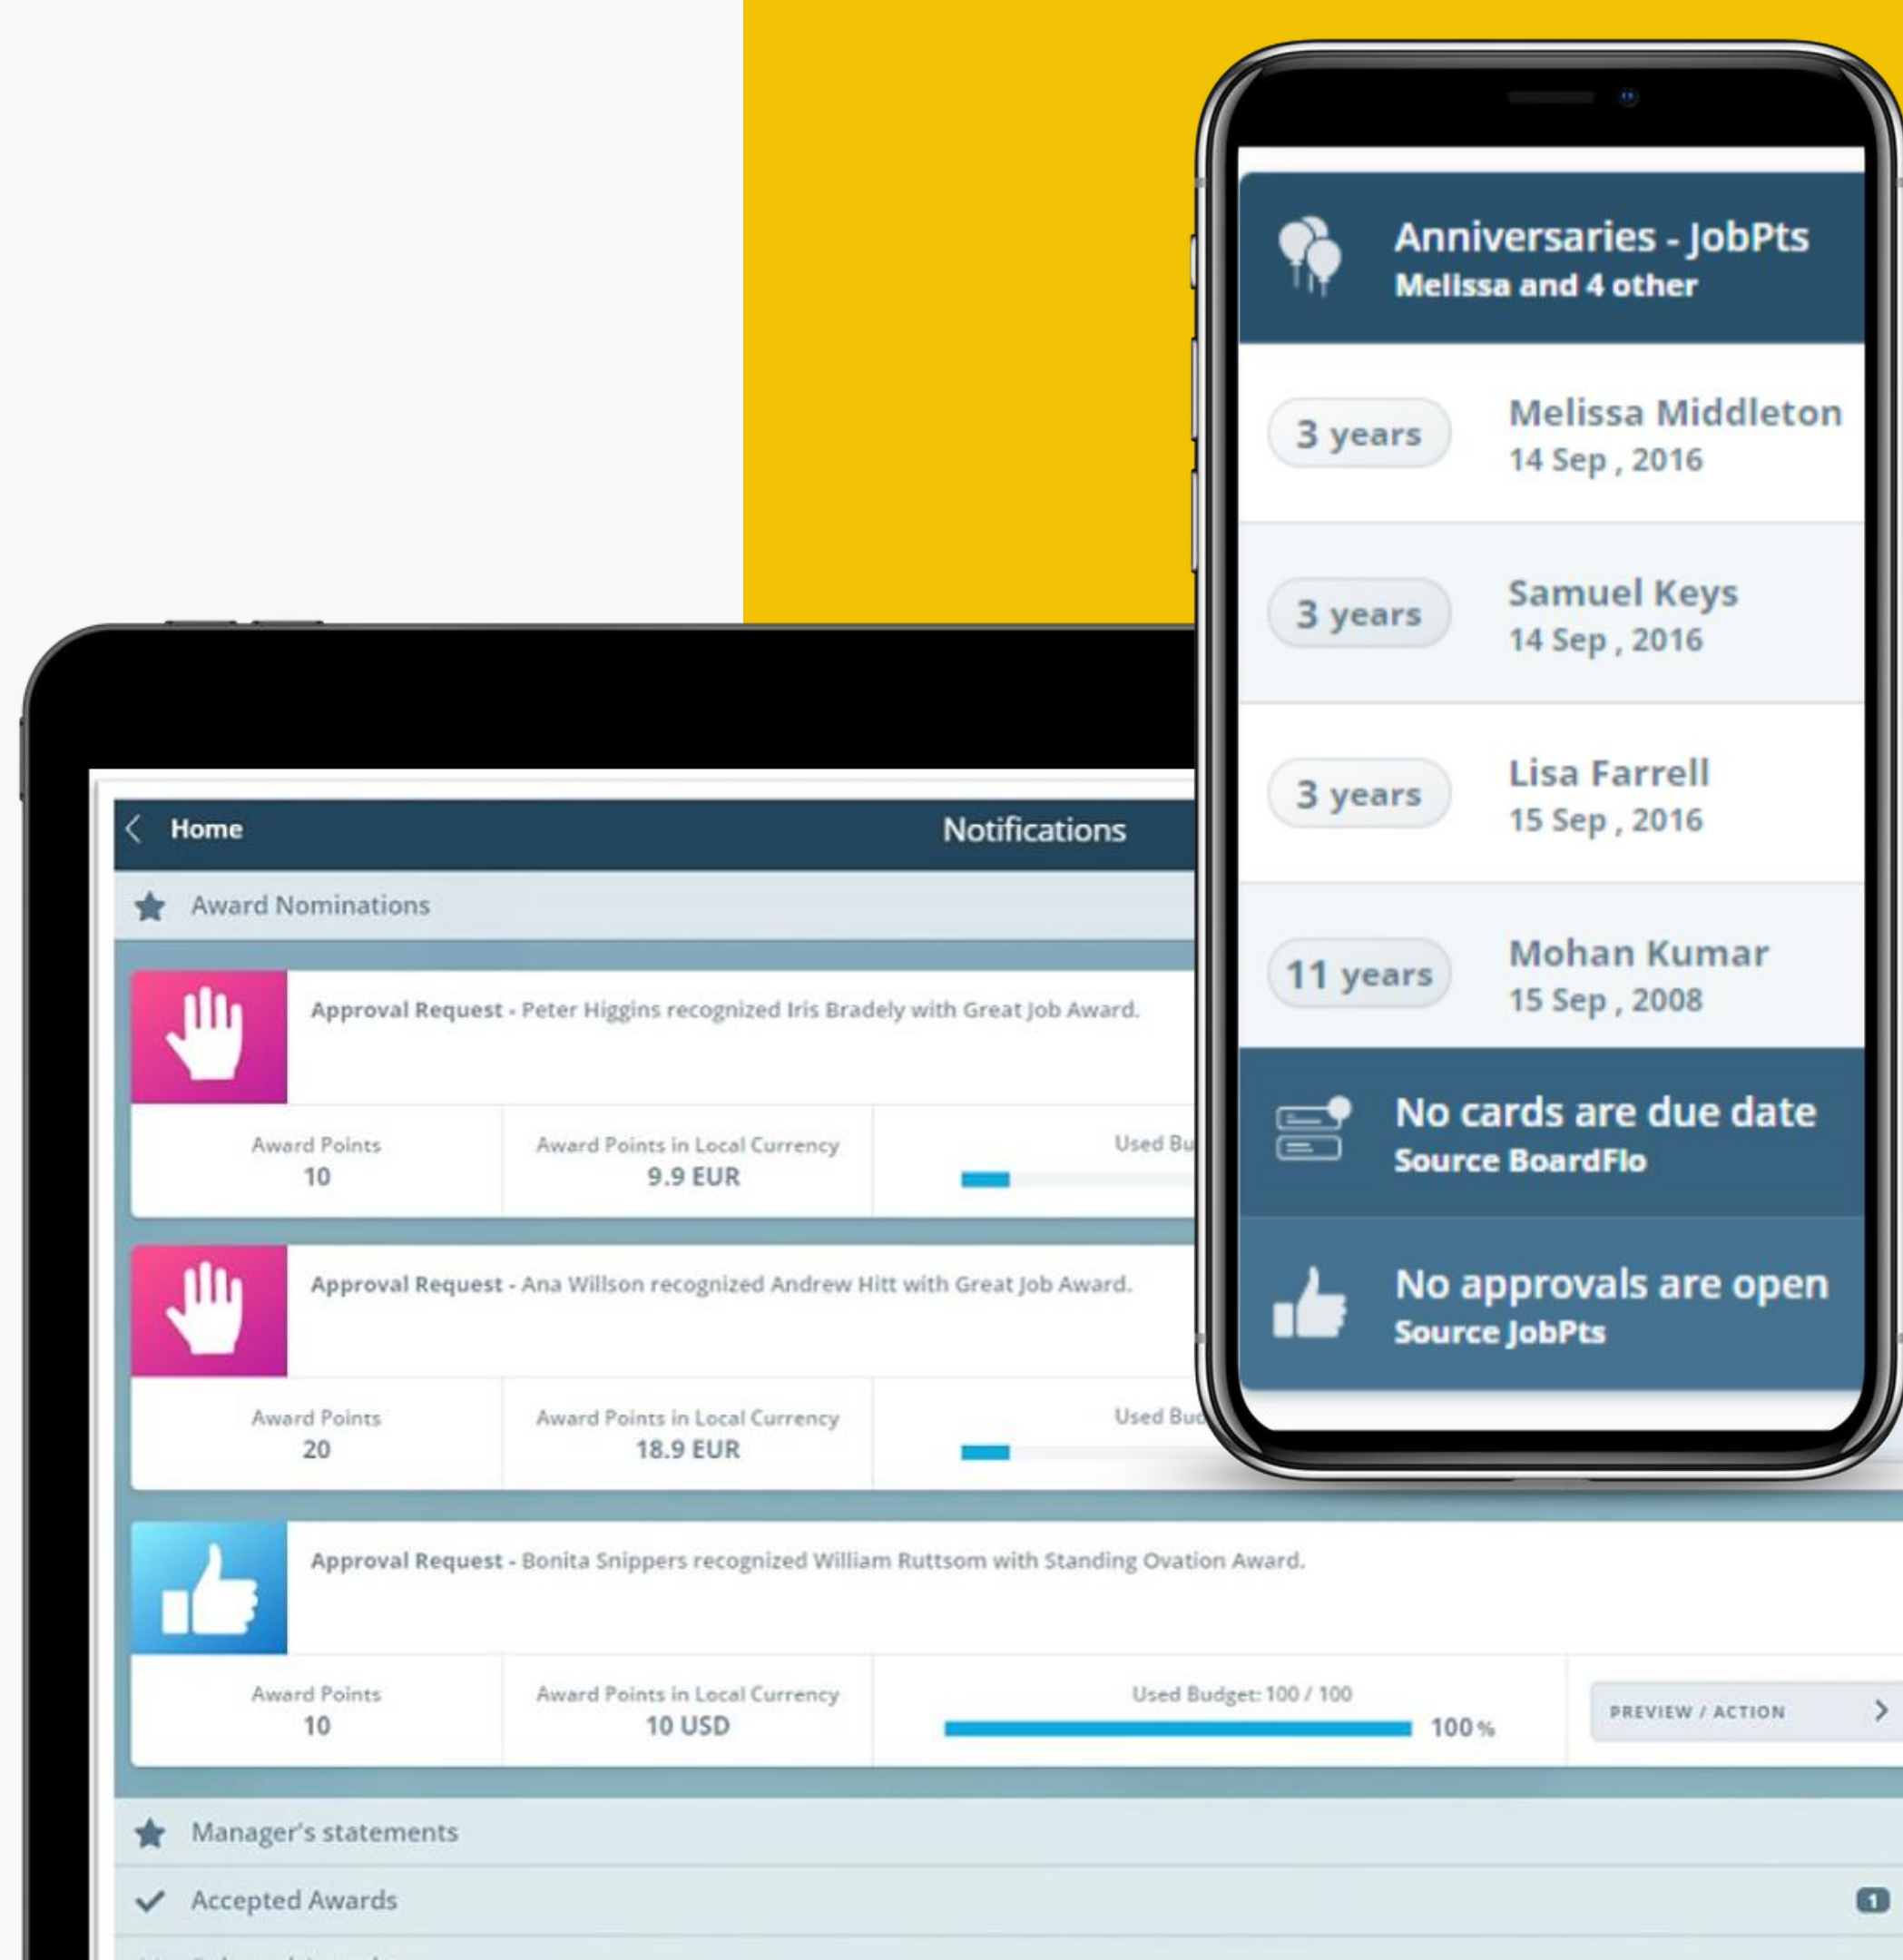 Anniversaries - JobPts
Melissa and 4 other
3 years
Melissa Middleton
14 Sep , 2016
3 years
Samuel Keys
14 Sep , 2016
3 years
Lisa Farrell
15 Sep , 2016
11 years
Mohan Kumar
15 Sep , 2008
No cards are due date
Source BoardFlo
No approvals are open
Source JobPts
Home
Notifications
Award Nominations
Approval Request - Peter Higgins recognized Iris Bradely with Great Job Award.
Award Points
10
Award Points in Local Currency
9.9 EUR
Used
Approval Request - Ana Willson recognized Andrew Hitt with Great Job Award.
Award Points
20
Award Points in Local Currency
18.9 EUR
Used
Approval Request - Bonita Snippers recognized William Ruttsom with Standing Ovation Award.
Award Points
10
Award Points in Local Currency
10 USD
Used Budget: 100 / 100
100 %
PREVIEW / ACTION
Manager's statements
Accepted Awards
1